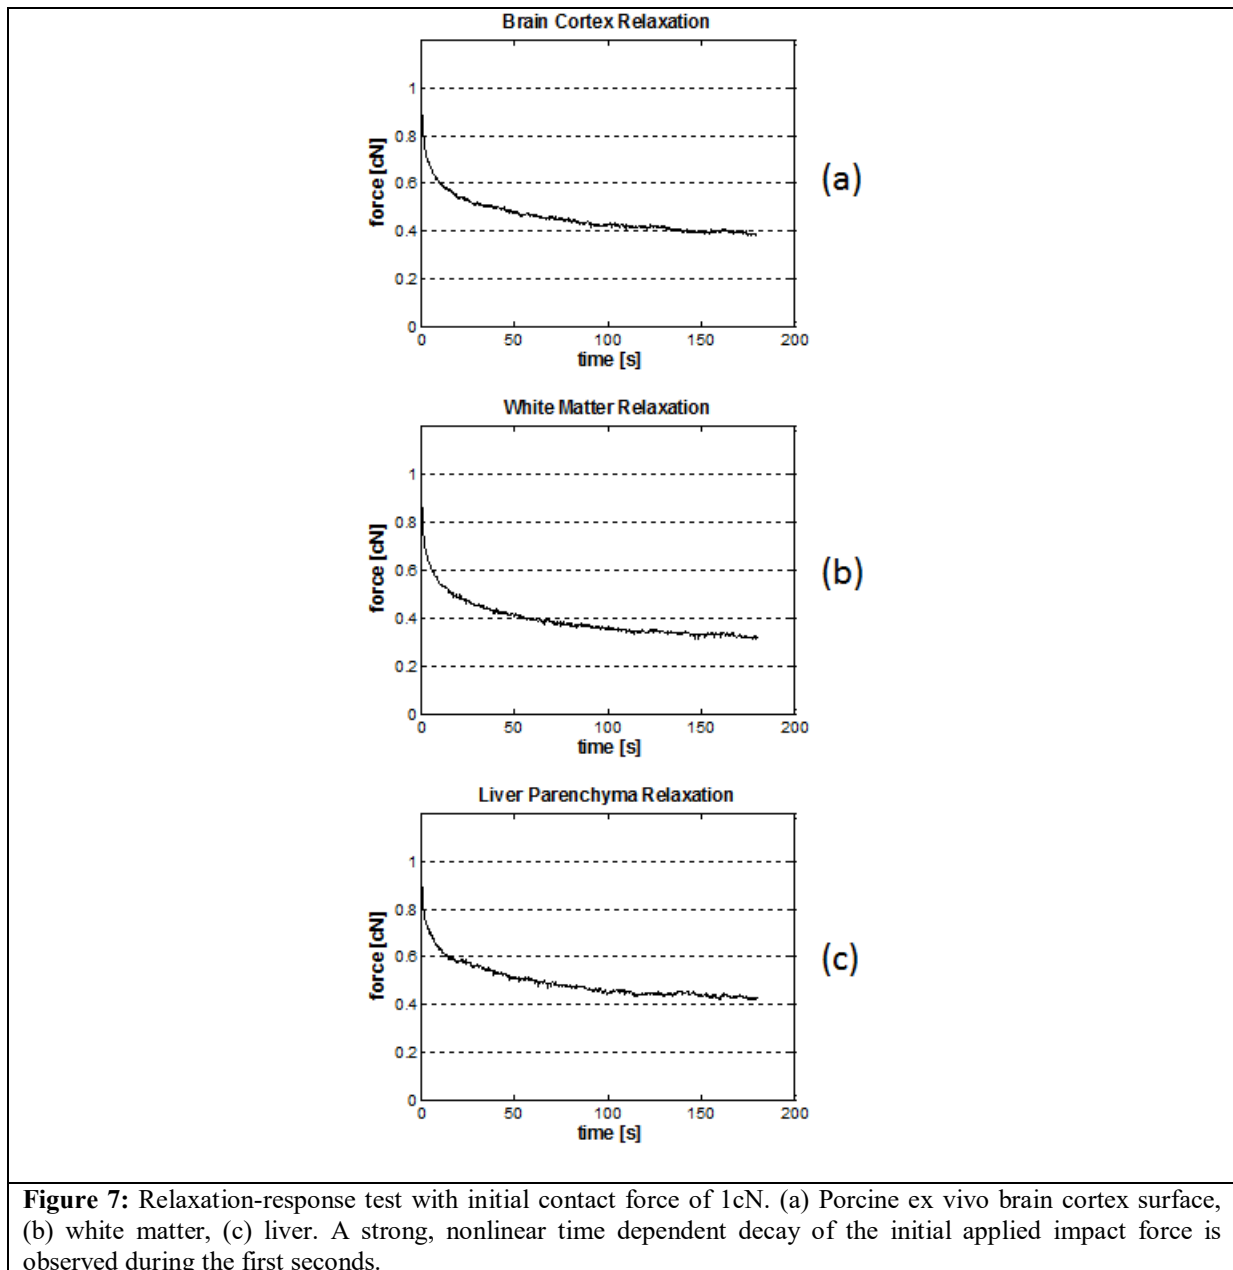 Brain Cortex Relaxation
1
0.8
0.6
0.4
0.2
0
force [cN]
0 50 100 150 200
time [s]
(a)
White Matter Relaxation
1
0.8
0.6
0.4
0.2
0
force [cN]
0 50 100 150 200
time [s]
(b)
Liver Parenchyma Relaxation
1
0.8
0.6
0.4
0.2
0
force [cN]
0 50 100 150 200
time [s]
(c)
Figure 7: Relaxation-response test with initial contact force of 1cN. (a) Porcine ex vivo brain cortex surface,
(b) white matter, (c) liver. A strong, nonlinear time dependent decay of the initial applied impact force is
observed during the first seconds.